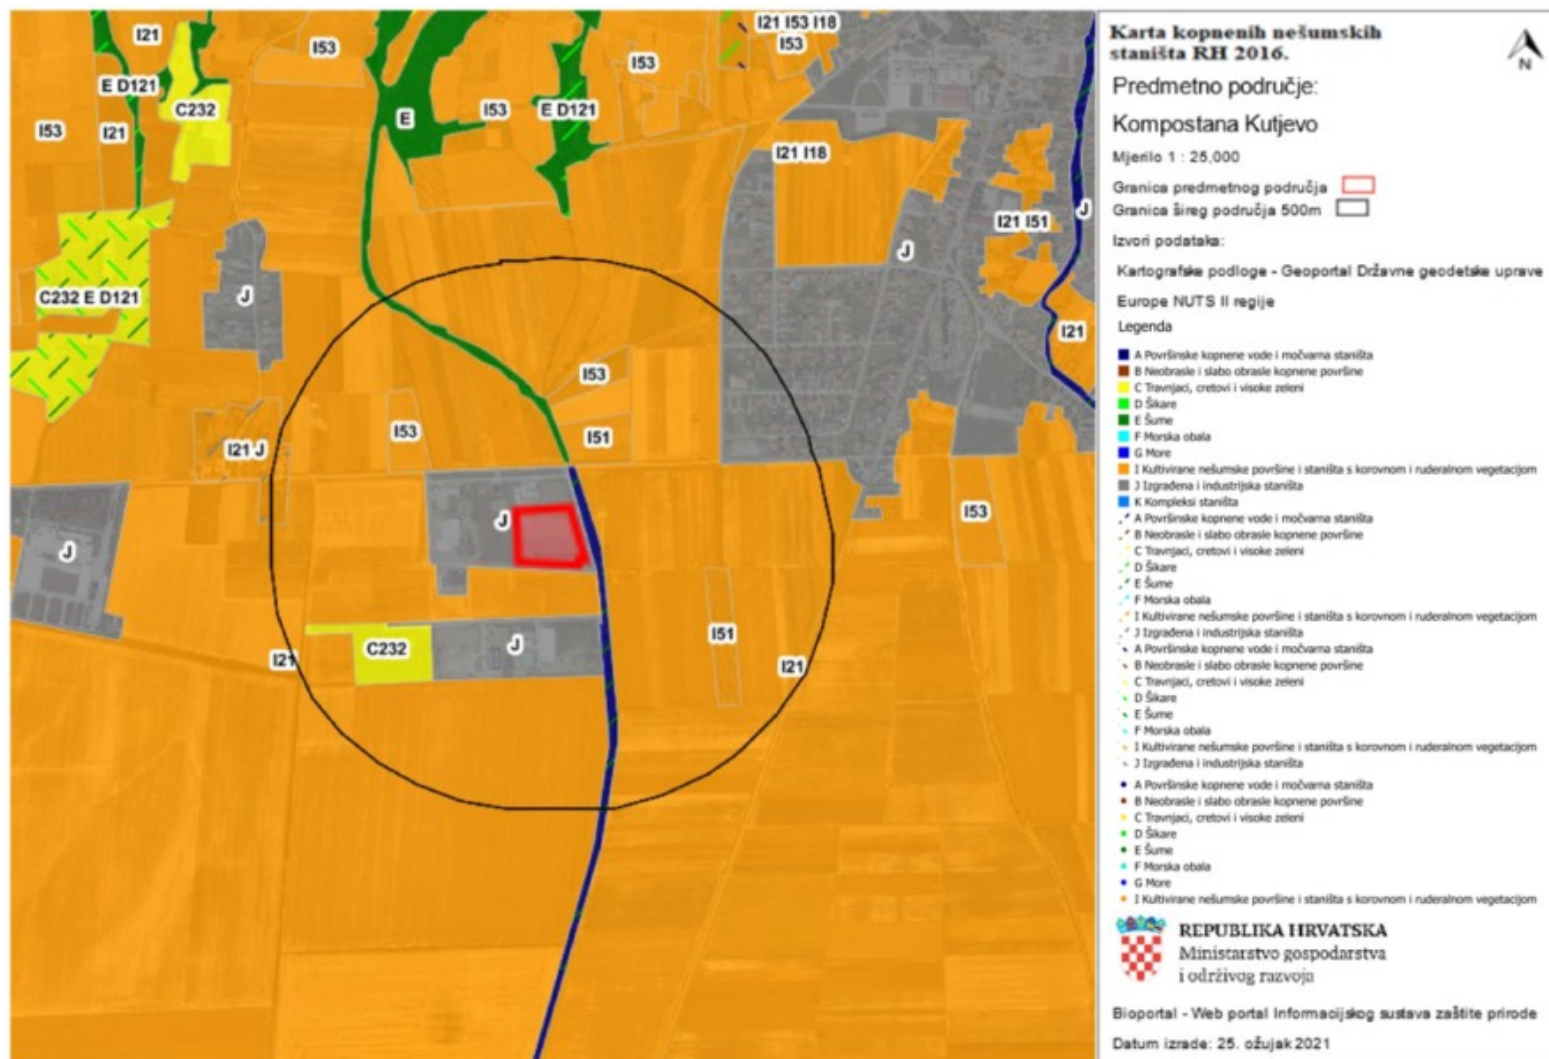 I21
I53
I21 I53 I18
I53
I53
E D121
C232
I53
I21
E
I53
E D121
I21 I18
I21 I51
J
J
C232 E D121
J
I21
I53
I53
I51
I21 J
J
I53
J
C232
J
I51
I21
I21
Karta kopnenih nešumskih
staništa RH 2016.
N
Predmetno područje:
Kompostana Kutjevo
Mjerilo 1 : 25,000
Granica predmetnog područja
Granica šireg područja 500m
Izvori podataka:
Kartografske podloge - Geoportal Državne geodetske uprave
Europe NUTS II regije
Legenda
A Površinske kopnene vode i močvarna staništa
B Neobrasle i slabo obrasle kopnene površine
C Travnjaci, cretovi i visoke zeleni
D Šikare
E Šume
F Morska obala
G More
I Kultivirane nešumske površine i staništa s korovnom i ruderalnom vegetacijom
J Izgrađena i industrijska staništa
K Kompleksi staništa
A Površinske kopnene vode i močvarna staništa
B Neobrasle i slabo obrasle kopnene površine
C Travnjaci, cretovi i visoke zeleni
D Šikare
E Šume
F Morska obala
I Kultivirane nešumske površine i staništa s korovnom i ruderalnom vegetacijom
J Izgrađena i industrijska staništa
A Površinske kopnene vode i močvarna staništa
B Neobrasle i slabo obrasle kopnene površine
C Travnjaci, cretovi i visoke zeleni
D Šikare
E Šume
F Morska obala
I Kultivirane nešumske površine i staništa s korovnom i ruderalnom vegetacijom
J Izgrađena i industrijska staništa
A Površinske kopnene vode i močvarna staništa
B Neobrasle i slabo obrasle kopnene površine
C Travnjaci, cretovi i visoke zeleni
D Šikare
E Šume
F Morska obala
G More
I Kultivirane nešumske površine i staništa s korovnom i ruderalnom vegetacijom
REPUBLIKA HRVATSKA
Ministarstvo gospodarstva
i održivog razvoja
Bioportal - Web portal Informacijskog sustava zaštite prirode
Datum izrade: 25. ožujak 2021